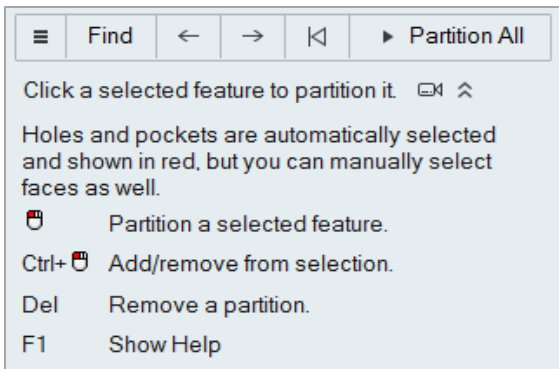 Find Partition All
Click a selected feature to partition it.
Holes and pockets are automatically selected
and shown in red, but you can manually select
faces as well.
Partition a selected feature.
Ctrl+ Add/remove from selection.
Del Remove a partition.
F1 Show Help